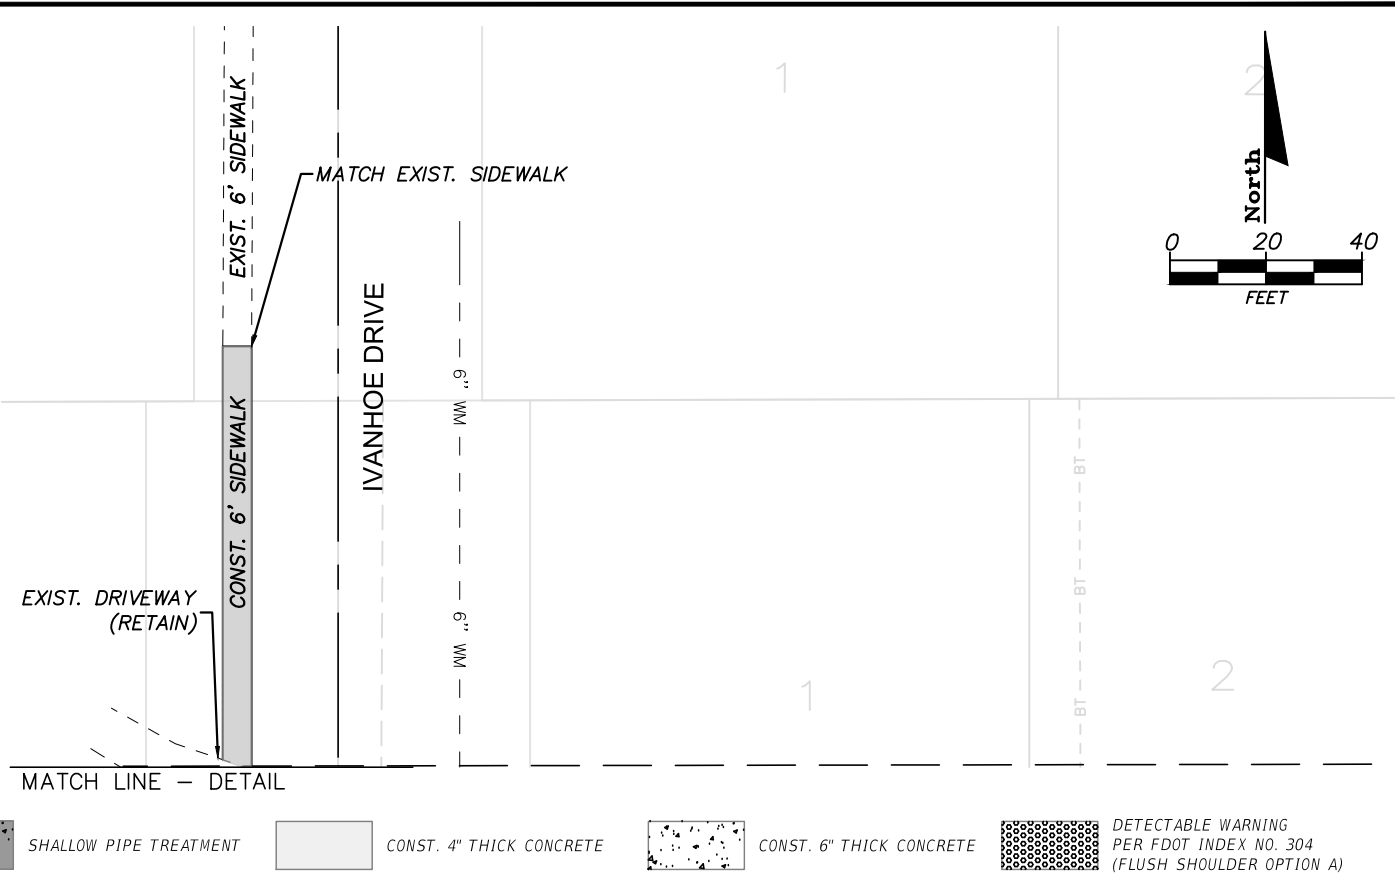 1
2
EXIST. 6' SIDEWALK
MATCH EXIST. SIDEWALK
North
0 20 40
FEET
IVANHOE DRIVE
6" WM
CONST. 6' SIDEWALK
BT
EXIST. DRIVEWAY
(RETAIN)
BT
6" WM
1
2
BT
MATCH LINE – DETAIL
SHALLOW PIPE TREATMENT
CONST. 4" THICK CONCRETE
CONST. 6" THICK CONCRETE
DETECTABLE WARNING
PER FDOT INDEX NO. 304
(FLUSH SHOULDER OPTION A)